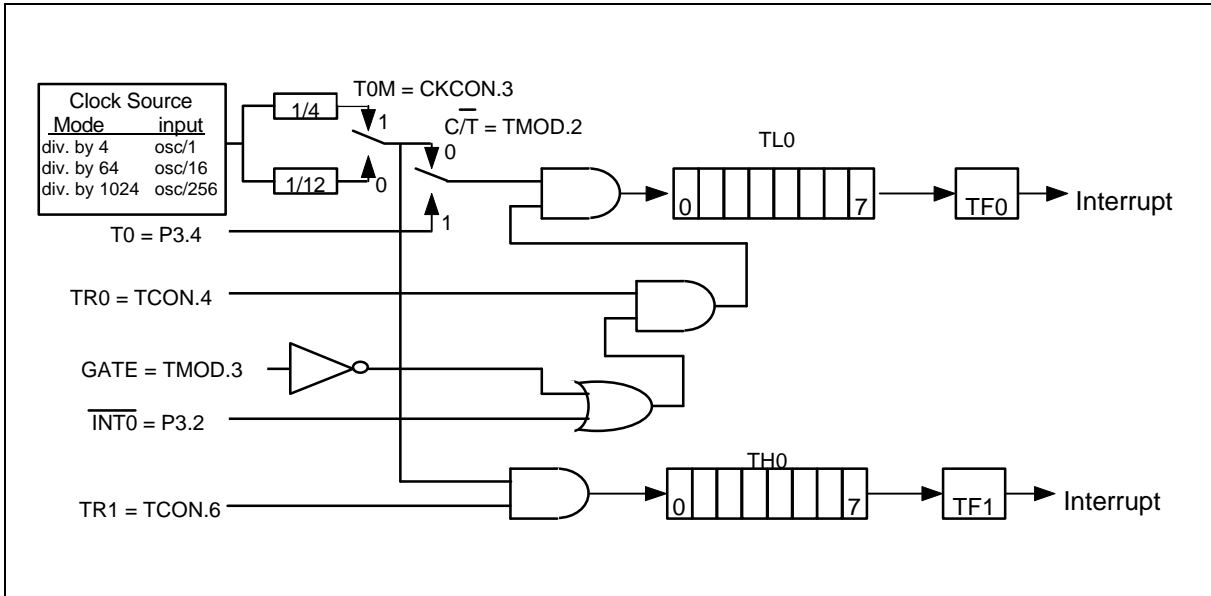 Clock Source
Mode input
div. by 4 osc/1
div. by 64 osc/16
div. by 1024 osc/256
1/4
1/12
T0M = CKCON.3
1
0
C/T̅ = TMOD.2
0
1
T0 = P3.4
TL0
0 7
TF0
Interrupt
TR0 = TCON.4
GATE = TMOD.3
I̅N̅T̅0̅ = P3.2
TR1 = TCON.6
TH0
0 7
TF1
Interrupt